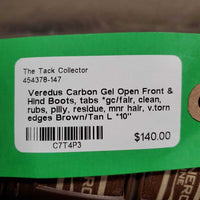 The Tack Collector
454378-147
Veredus Carbon Gel Open Front &
Hind Boots, tabs *gc/fair, clean,
rubs, pilly, residue, mnr hair, v.torn
edges Brown/Tan L *10"
$140.00
C7T4P3